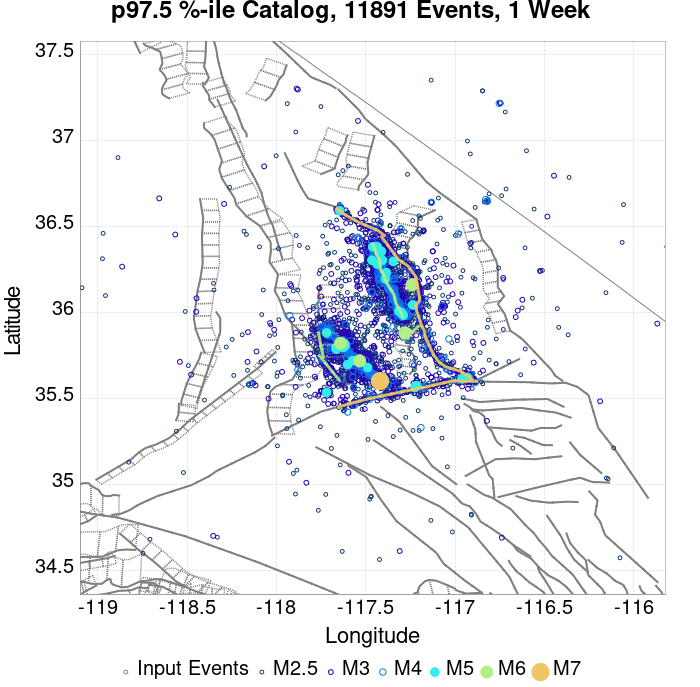 p97.5 %-ile Catalog, 11891 Events, 1 Week
37.5
37
36.5
36
35.5
35
34.5
Latitude
-119 -118.5 -118 -117.5 -117 -116.5 -116
Longitude
Input Events M2.5 M3 M4 M5 M6 M7